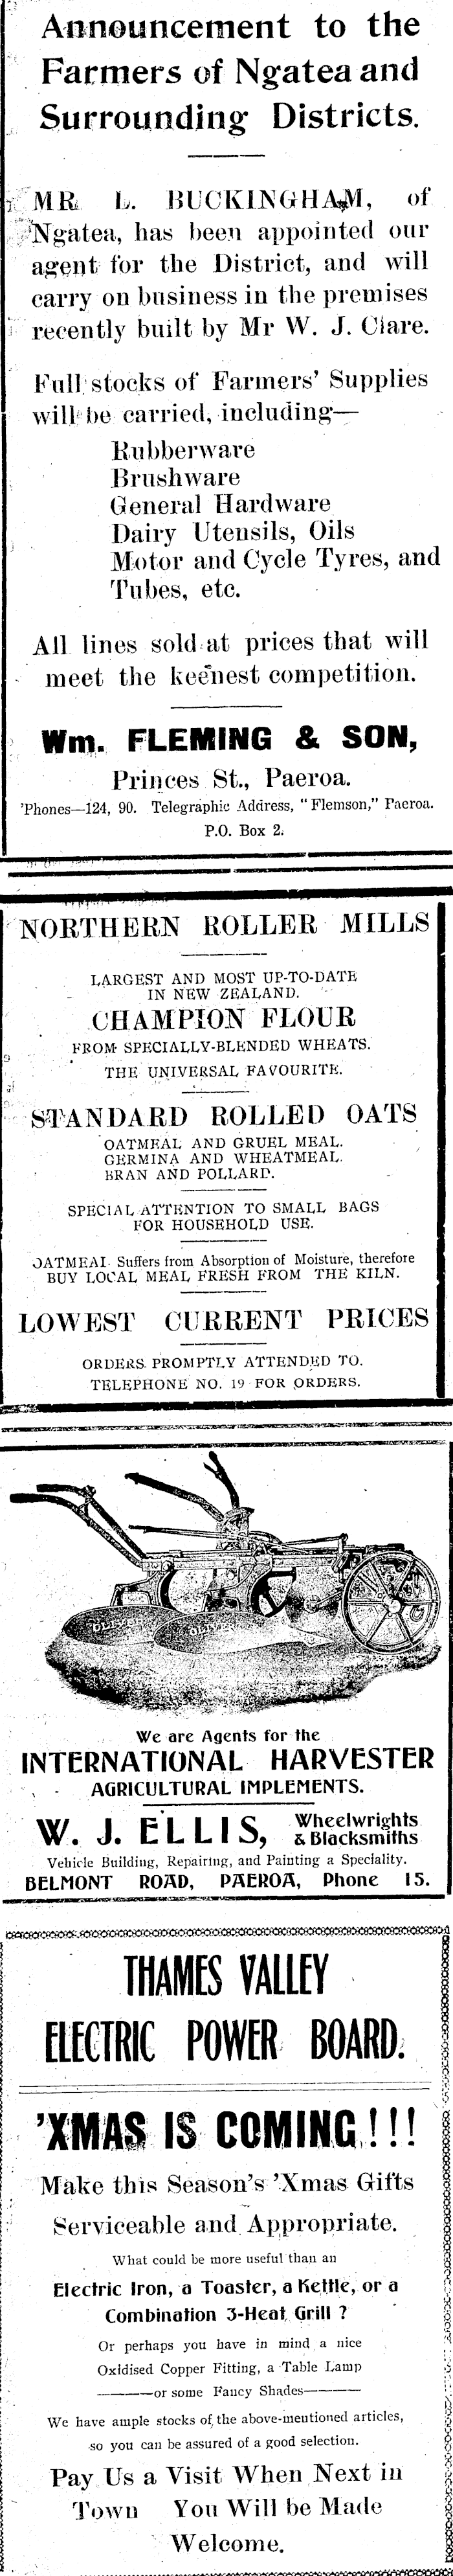 Announcement to the
Farmers of Ngatea and
Surrounding Districts.
MR. L. BUCKINGHAM, of
Ngatea, has been appointed our
agent for the District, and will
carry on business in the premises
recently built by Mr W. J. Clare.
Full stocks of Farmers' Supplies
will be carried, including—
Rubberware
Brushware
General Hardware
Dairy Utensils, Oils
Motor and Cycle Tyres, and
Tubes, etc.
All lines sold at prices that will
meet the keenest competition.
Wm. FLEMING & SON,
Princes St., Paeroa.
'Phones—124, 90. Telegraphic Address, "Flemson," Paeroa.
P.O. Box 2.
NORTHERN ROLLER MILLS
LARGEST AND MOST UP-TO-DATE
IN NEW ZEALAND.
CHAMPION FLOUR
FROM SPECIALLY-BLENDED WHEATS.
THE UNIVERSAL FAVOURITE.
STANDARD ROLLED OATS
OATMEAL AND GRUEL MEAL.
GERMINA AND WHEATMEAL.
BRAN AND POLLARD.
SPECIAL ATTENTION TO SMALL BAGS
FOR HOUSEHOLD USE.
OATMEAL Suffers from Absorption of Moisture, therefore
BUY LOCAL MEAL FRESH FROM THE KILN.
LOWEST CURRENT PRICES
ORDERS PROMPTLY ATTENDED TO.
TELEPHONE NO. 19 FOR ORDERS.
OLIVER OLIVER
We are Agents for the
INTERNATIONAL HARVESTER
AGRICULTURAL IMPLEMENTS.
W. J. ELLIS, Wheelwrights
& Blacksmiths
Vehicle Building, Repairing, and Painting a Speciality.
BELMONT ROAD, PAEROA, Phone 15.
THAMES VALLEY
ELECTRIC POWER BOARD.
'XMAS IS COMING!!!
Make this Season's 'Xmas Gifts
Serviceable and Appropriate.
What could be more useful than an
Electric Iron, a Toaster, a Kettle, or a
Combination 3-Heat Grill ?
Or perhaps you have in mind a nice
Oxidised Copper Fitting, a Table Lamp
———or some Fancy Shades———
We have ample stocks of the above-mentioned articles,
so you can be assured of a good selection.
Pay Us a Visit When Next in
Town You Will be Made
Welcome.